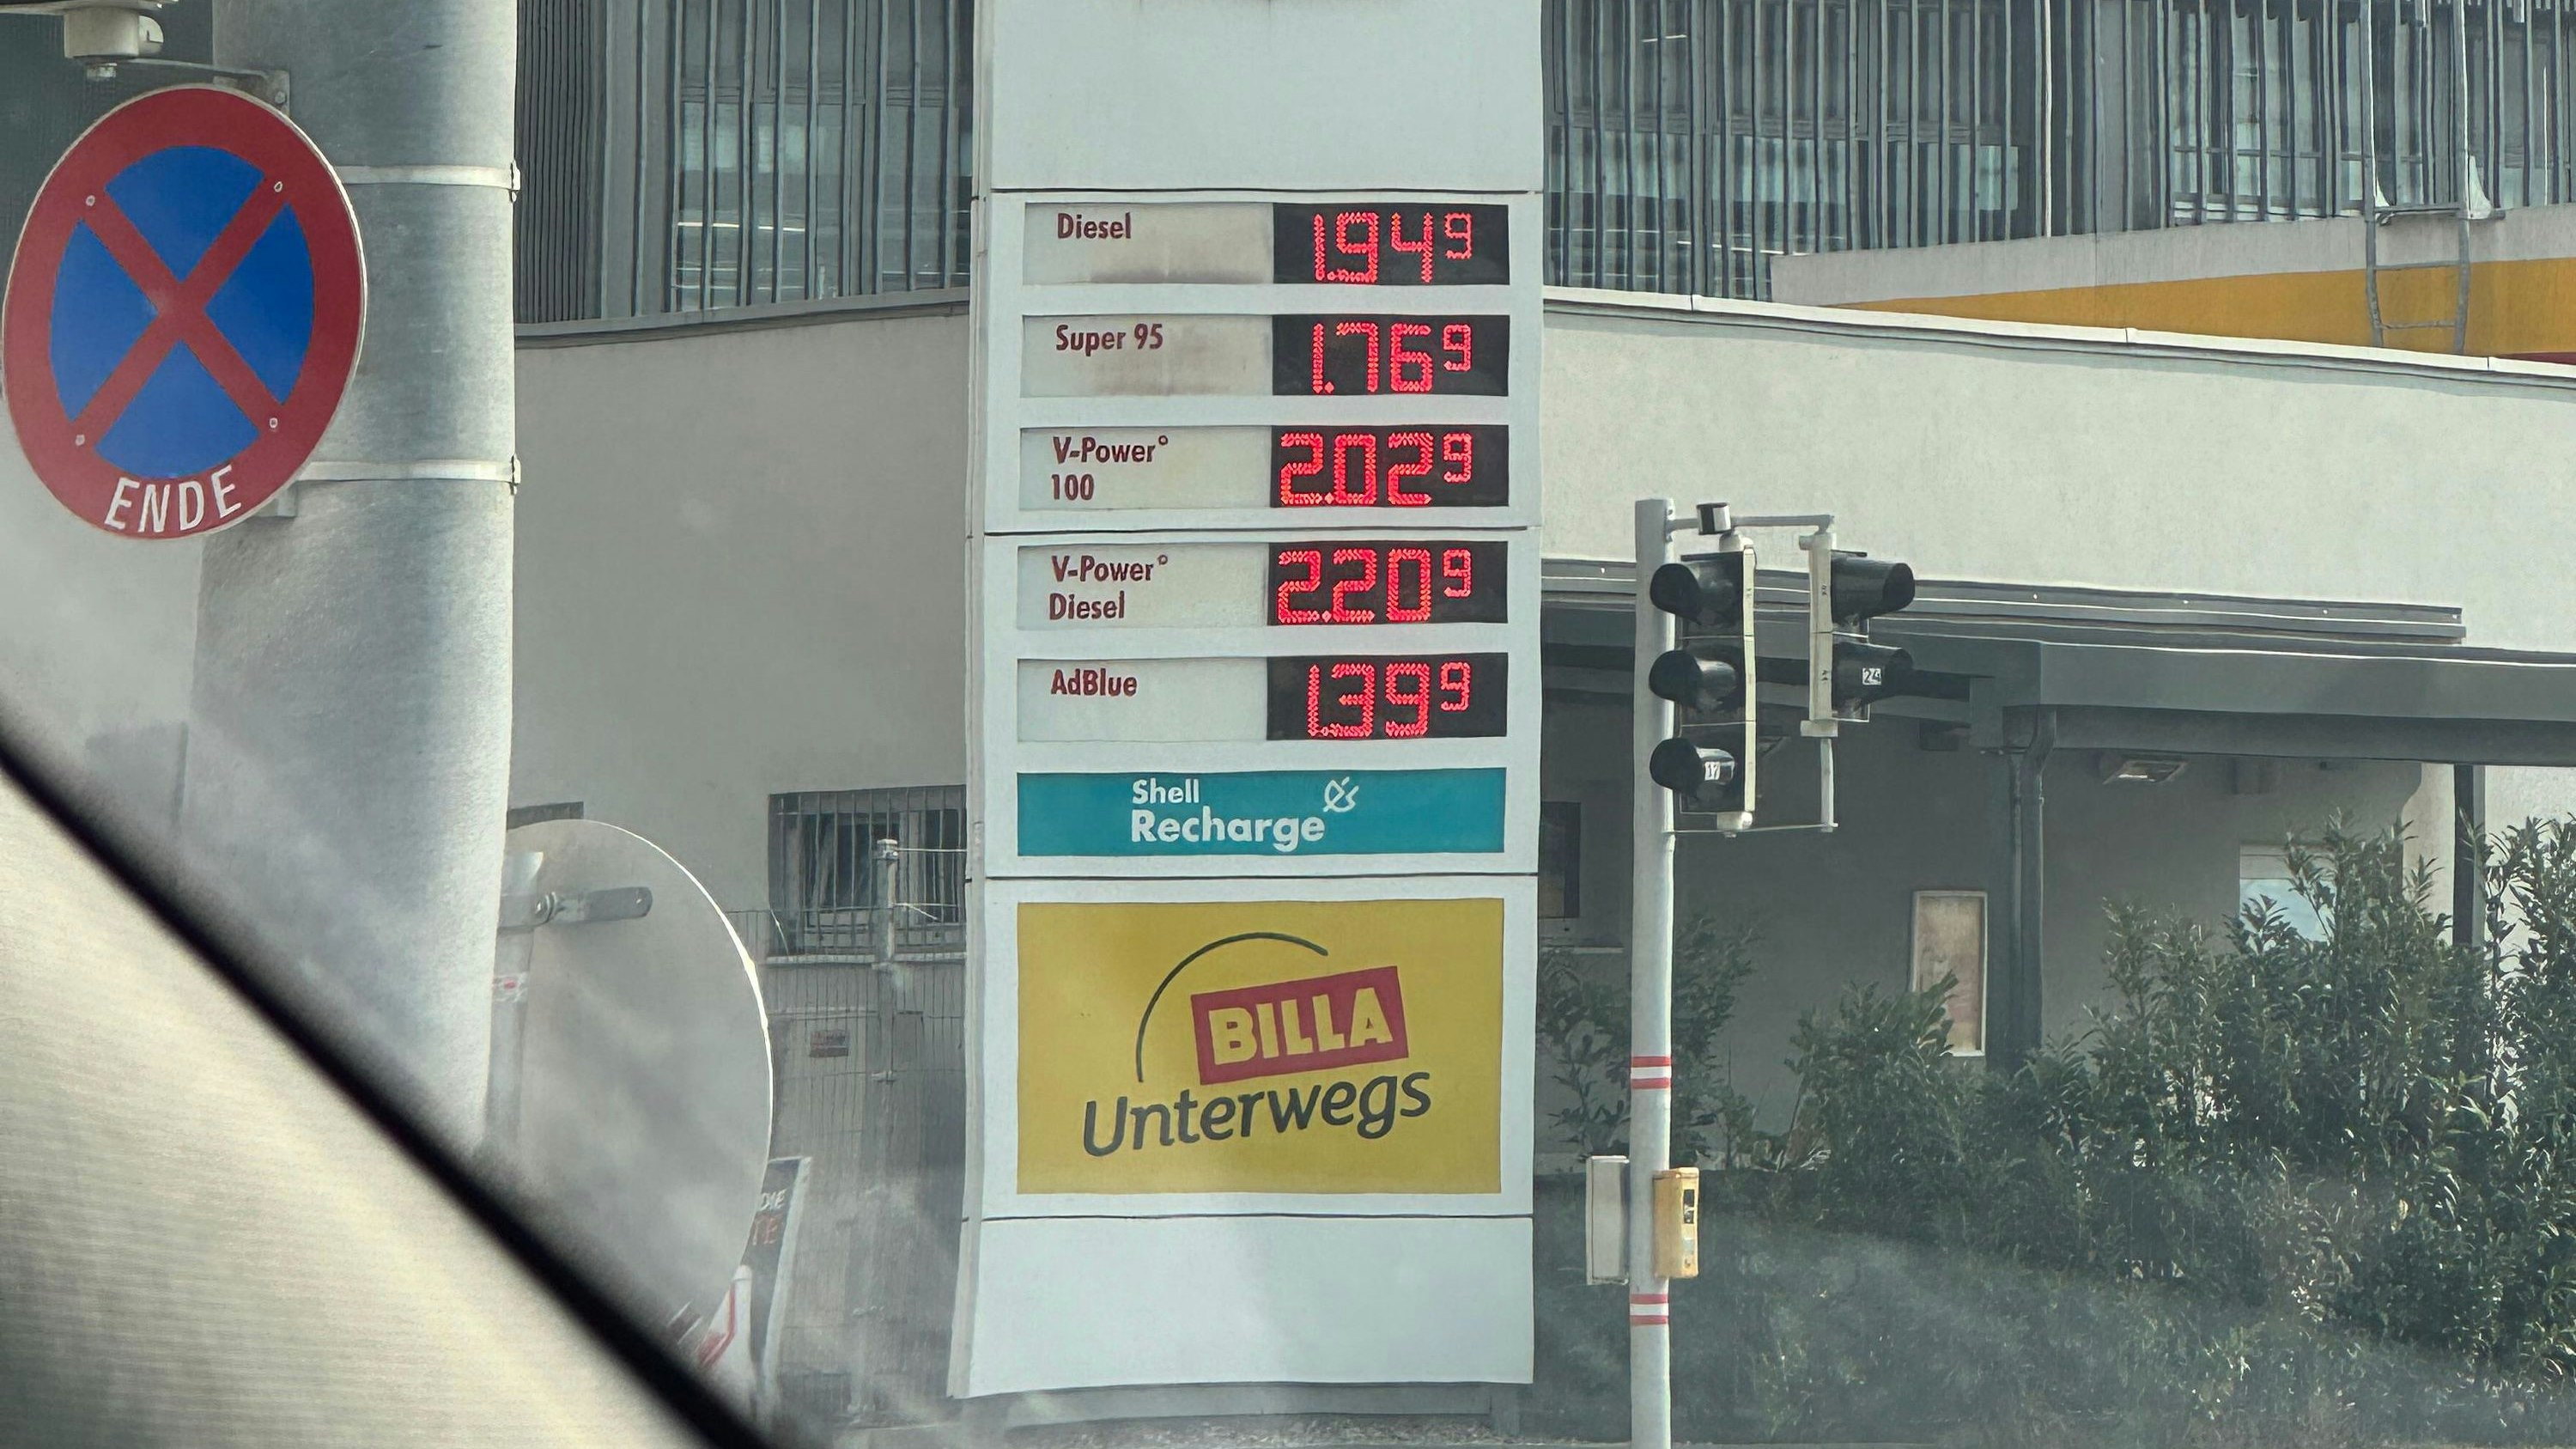 ENDE
Diesel 1.949
Super 95 1.769
V-Power°
100 2.029
V-Power°
Diesel 2.209
AdBlue 1.399
Shell
Recharge
BILLA
Unterwegs
24
17